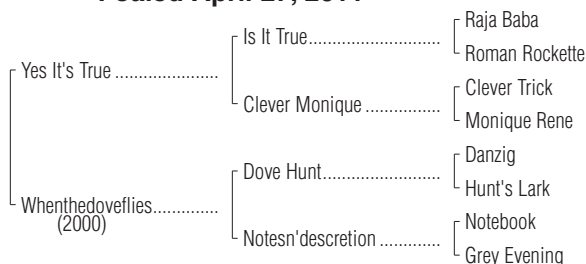 Raja Baba
Is It True
Roman Rockette
Yes It's True
Clever Trick
Clever Monique
Monique Rene
Danzig
Dove Hunt
Hunt's Lark
Whenthedoveflies
(2000)
Notebook
Notesn'descretion
Grey Evening